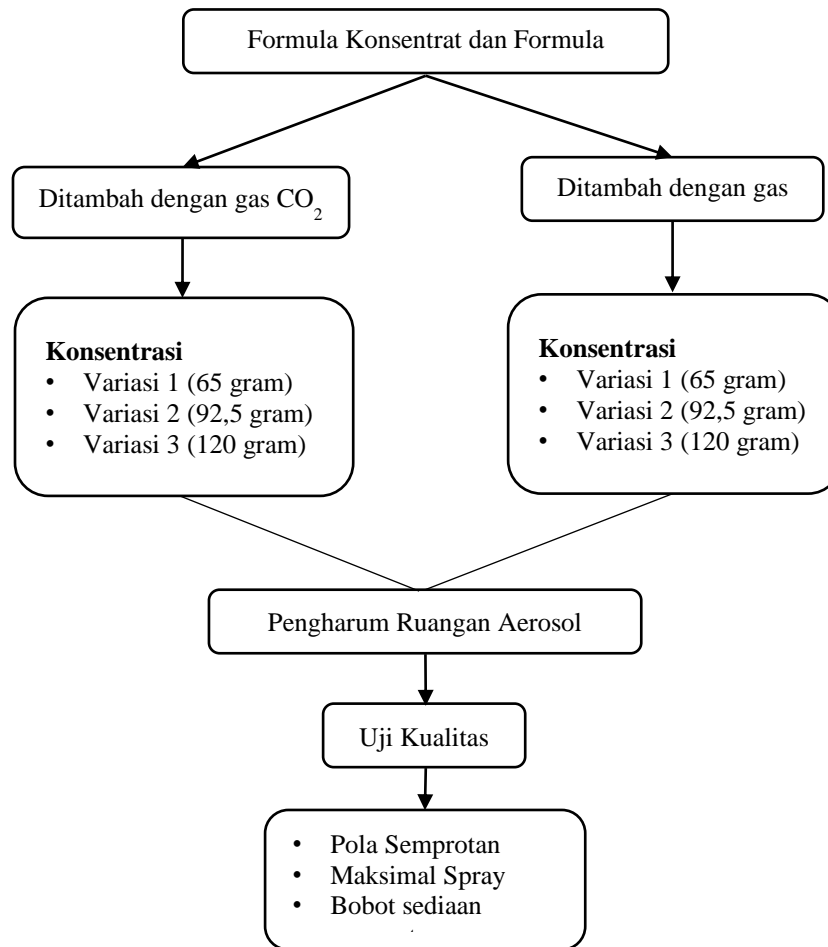 Formula Konsentrat dan Formula
Ditambah dengan gas CO₂
Ditambah dengan gas
Konsentrasi
• Variasi 1 (65 gram)
• Variasi 2 (92,5 gram)
• Variasi 3 (120 gram)
Konsentrasi
• Variasi 1 (65 gram)
• Variasi 2 (92,5 gram)
• Variasi 3 (120 gram)
Pengharum Ruangan Aerosol
Uji Kualitas
• Pola Semprotan
• Maksimal Spray
• Bobot sediaan